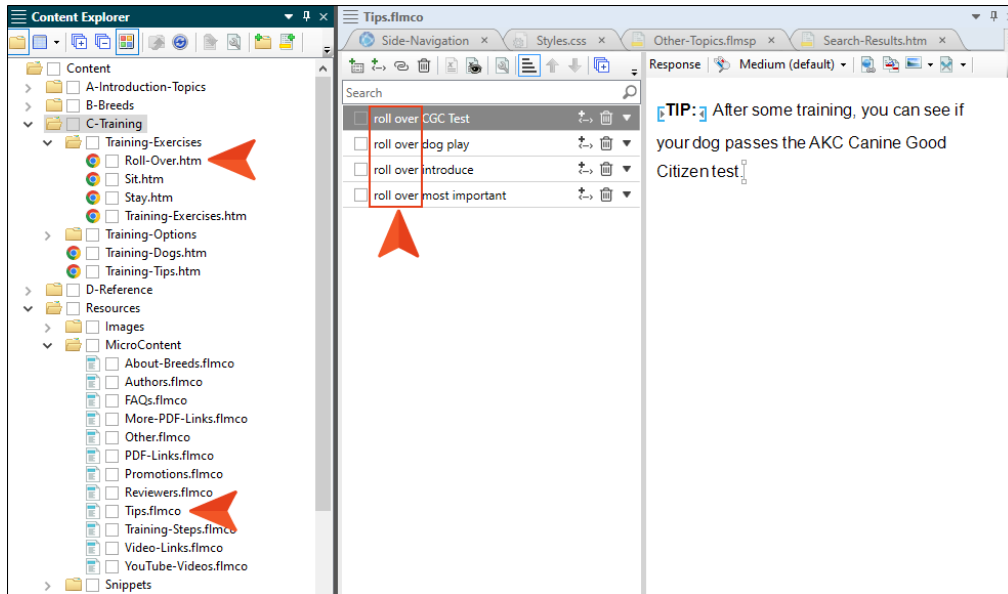 Content Explorer
Content
A-Introduction-Topics
B-Breeds
C-Training
Training-Exercises
Roll-Over.htm
Sit.htm
Stay.htm
Training-Exercises.htm
Training-Options
Training-Dogs.htm
Training-Tips.htm
D-Reference
Resources
Images
MicroContent
About-Breeds.flmco
Authors.flmco
FAQs.flmco
More-PDF-Links.flmco
Other.flmco
PDF-Links.flmco
Promotions.flmco
Reviewers.flmco
Tips.flmco
Training-Steps.flmco
Video-Links.flmco
YouTube-Videos.flmco
Snippets
Tips.flmco
Side-Navigation Styles.css Other-Topics.flmsp Search-Results.htm
Search
roll over CGC Test
roll over dog play
roll over introduce
roll over most important
Response Medium (default)
TIP: After some training, you can see if
your dog passes the AKC Canine Good
Citizen test.